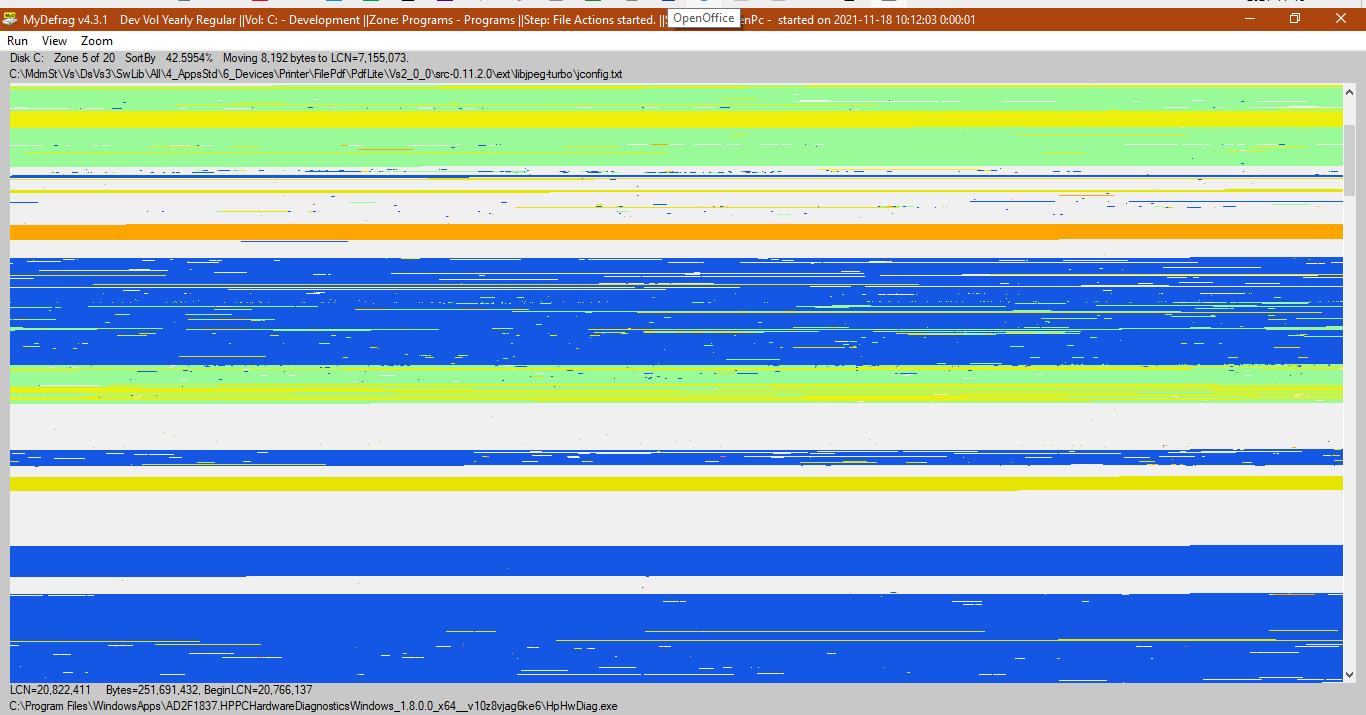 MyDefrag v4.3.1 Dev Vol Yearly Regular ||Vol: C: - Development ||Zone: Programs - Programs ||Step: File Actions started. || enPc - started on 2021-11-18 10:12:03 0:00:01
OpenOffice
Run View Zoom
Disk C: Zone 5 of 20 SortBy 42.5954% Moving 8,192 bytes to LCN=7,155,073.
C:\MdmSt\Vs\DsVs3\SwLib\All\4_AppsStd\6_Devices\Printer\FilePdf\PdfLite\Vs2_0_0\src-0.11.2.0\ext\libjpeg-turbo\jconfig.txt
LCN=20,822,411 Bytes=251,691,432, BeginLCN=20,766,137
C:\Program Files\WindowsApps\AD2F1837.HPPCHardwareDiagnosticsWindows_1.8.0.0_x64__v10z8vjag6ke6\HpHwDiag.exe